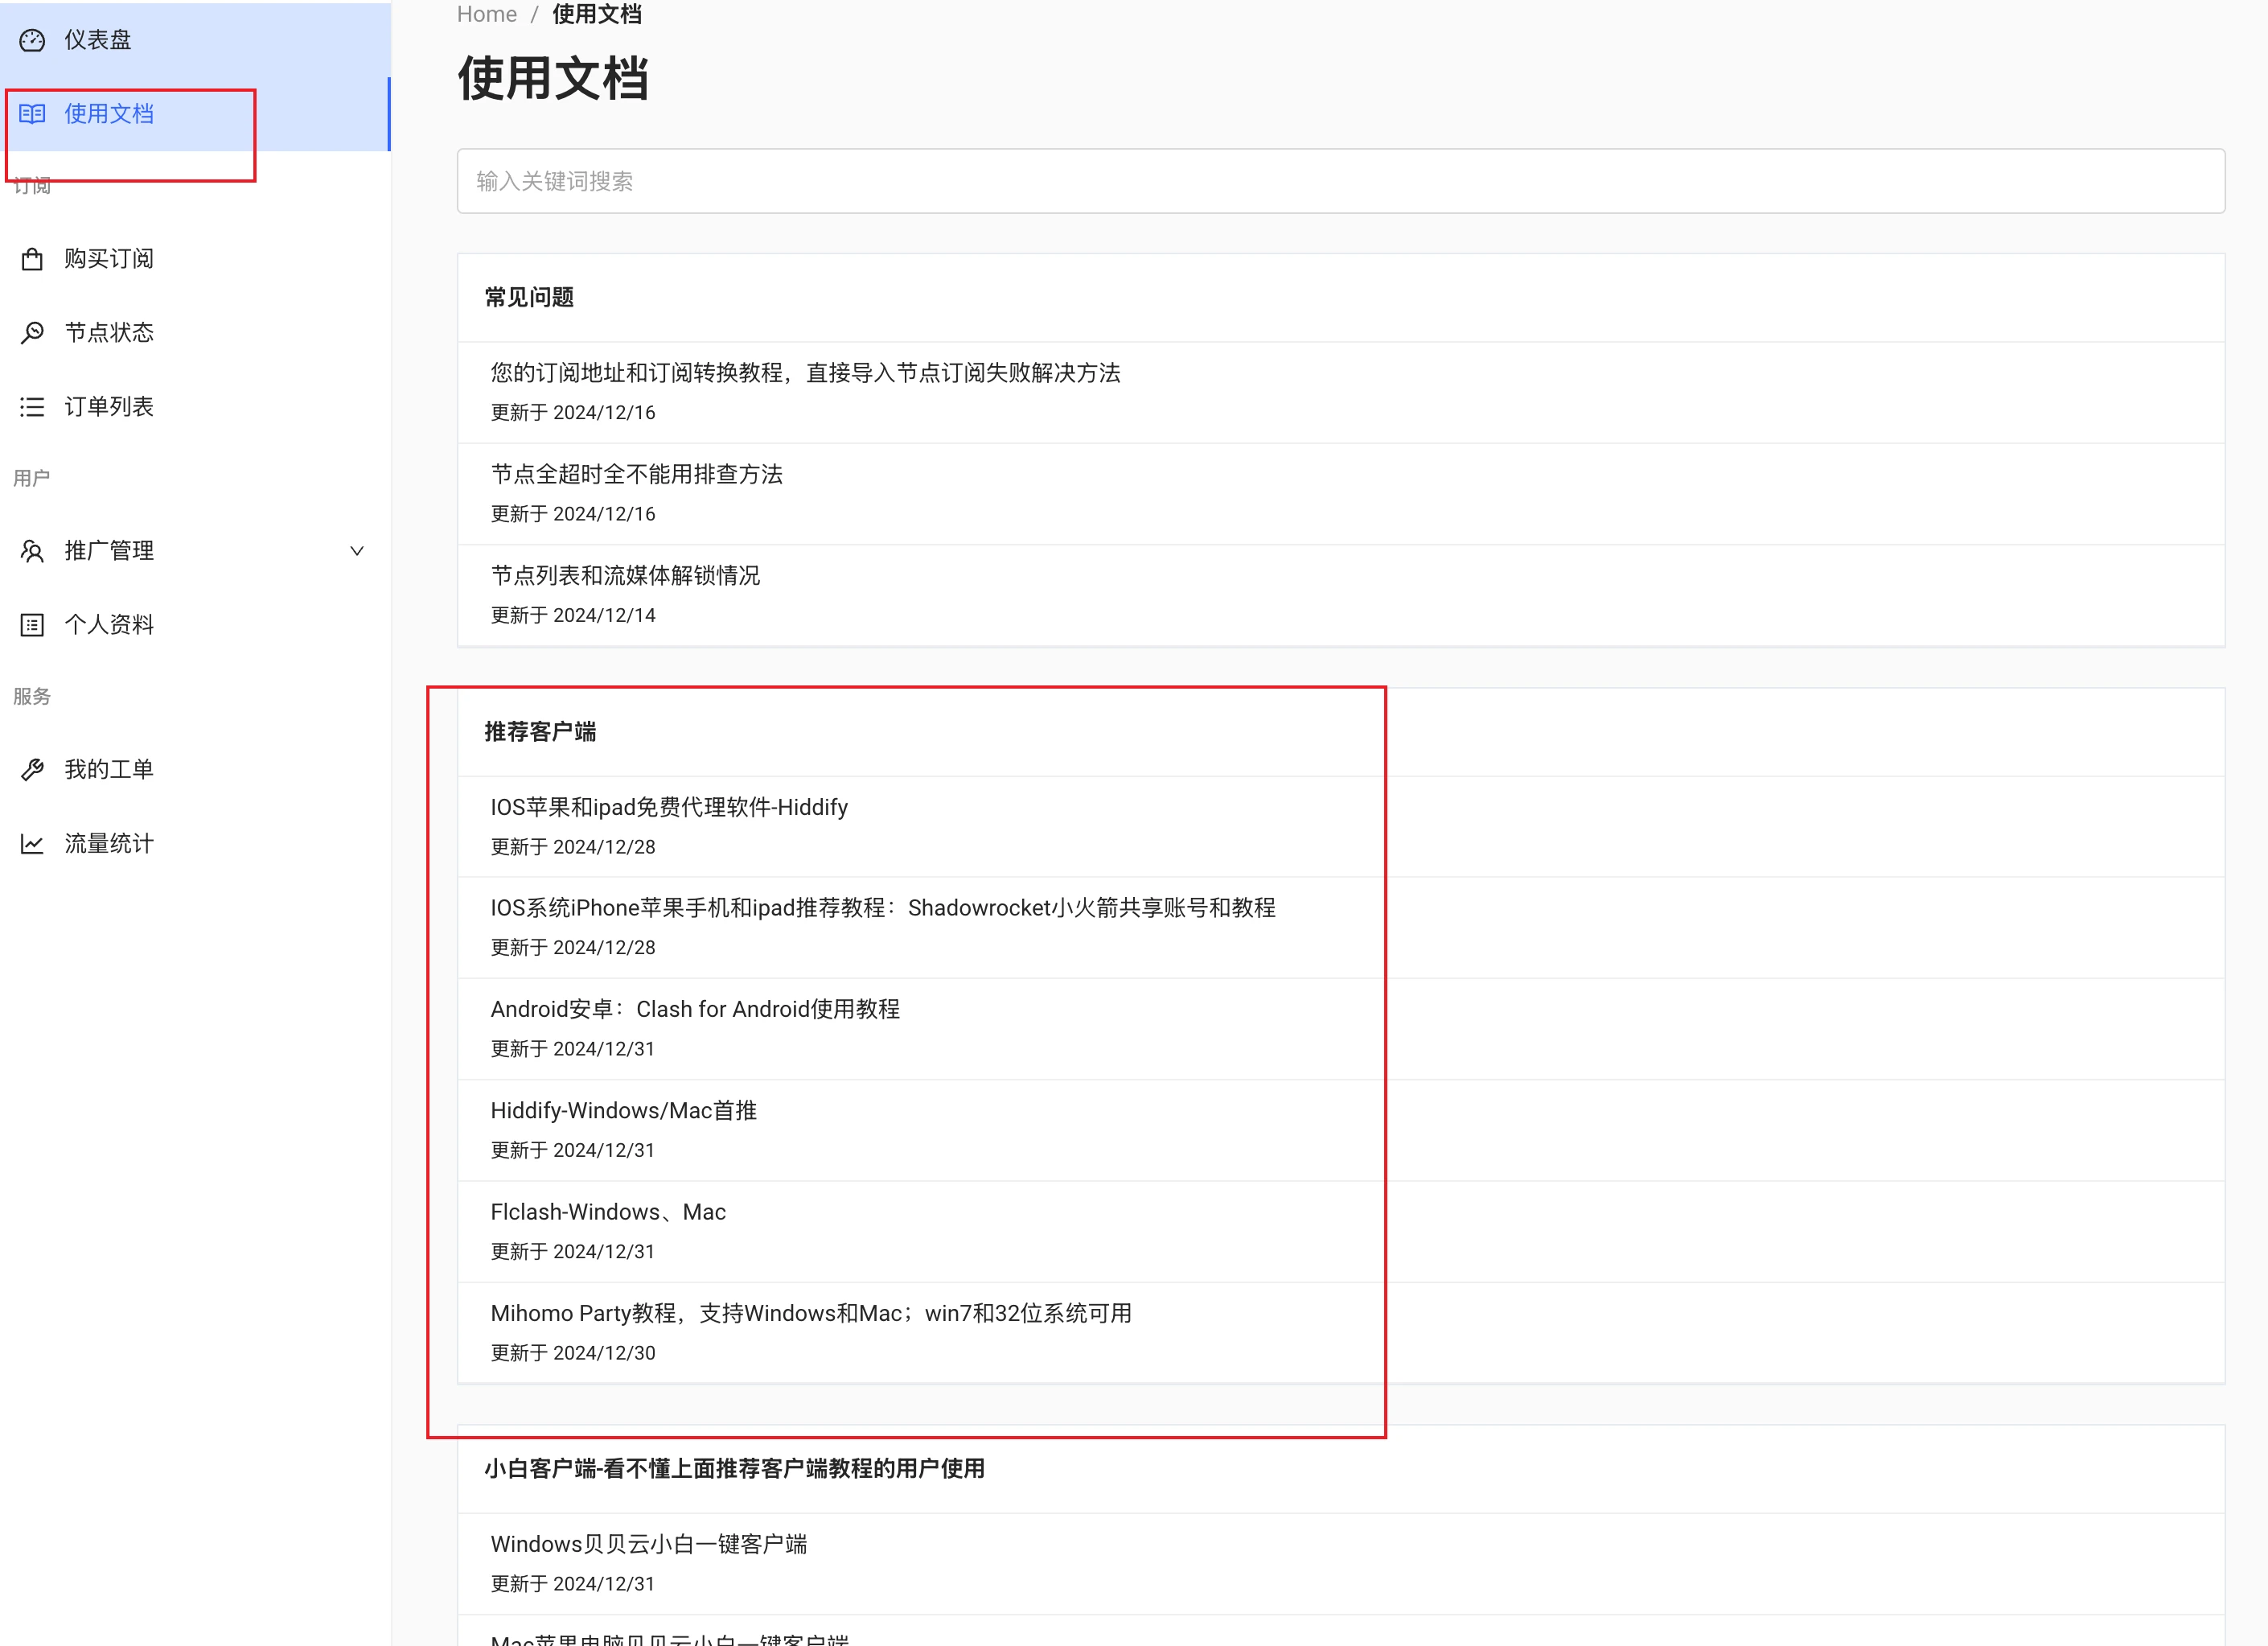 仪表盘
使用文档
订阅
购买订阅
节点状态
订单列表
用户
推广管理
个人资料
服务
我的工单
流量统计
Home / 使用文档
使用文档
输入关键词搜索
常见问题
您的订阅地址和订阅转换教程，直接导入节点订阅失败解决方法
更新于 2024/12/16
节点全超时全不能用排查方法
更新于 2024/12/16
节点列表和流媒体解锁情况
更新于 2024/12/14
推荐客户端
IOS苹果和ipad免费代理软件-Hiddify
更新于 2024/12/28
IOS系统iPhone苹果手机和ipad推荐教程：Shadowrocket小火箭共享账号和教程
更新于 2024/12/28
Android安卓：Clash for Android使用教程
更新于 2024/12/31
Hiddify-Windows/Mac首推
更新于 2024/12/31
Flclash-Windows、Mac
更新于 2024/12/31
Mihomo Party教程，支持Windows和Mac；win7和32位系统可用
更新于 2024/12/30
小白客户端-看不懂上面推荐客户端教程的用户使用
Windows贝贝云小白一键客户端
更新于 2024/12/31
Mac苹果电脑贝贝云小白一键客户端